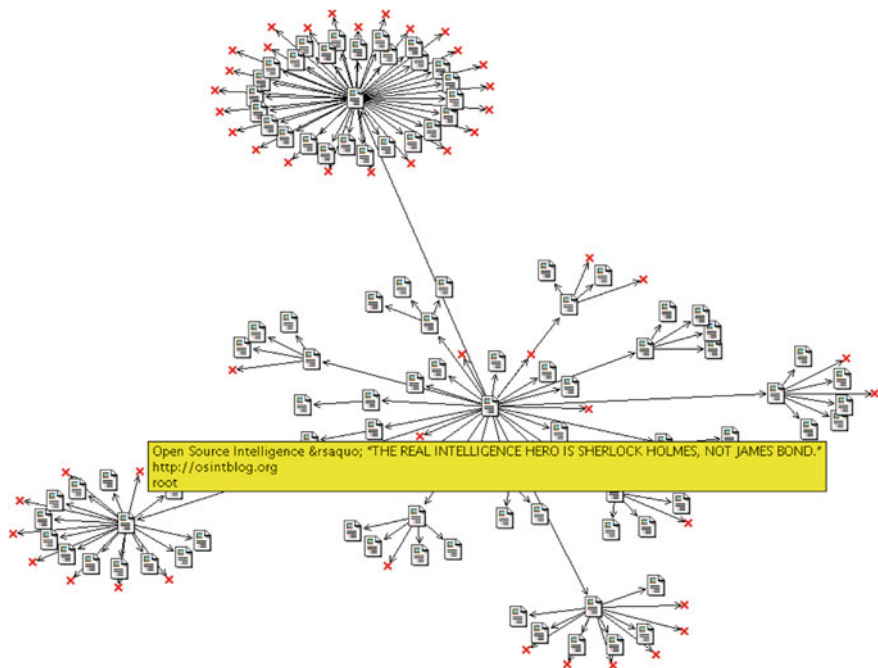 Open Source Intelligence &rsaquo; "THE REAL INTELLIGENCE HERO IS SHERLOCK HOLMES, NOT JAMES BOND."
http://osintblog.org
root